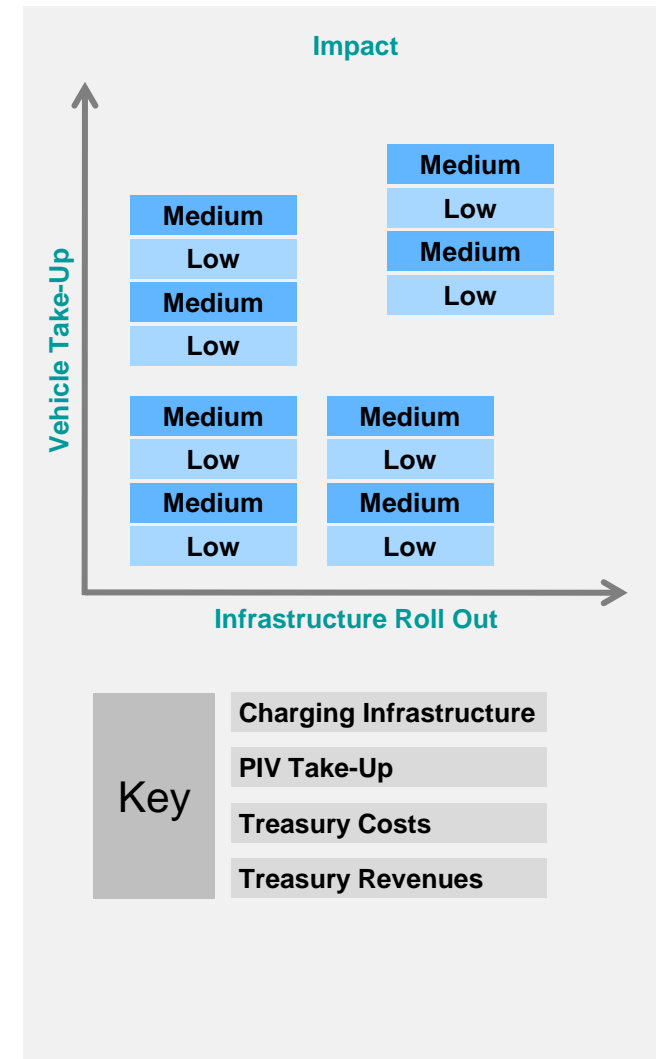 Impact
Vehicle Take-Up
Medium
Low
Medium
Low
Medium
Low
Medium
Low
Medium
Low
Medium
Low
Medium
Low
Medium
Low
Infrastructure Roll Out
Key
Charging Infrastructure
PIV Take-Up
Treasury Costs
Treasury Revenues